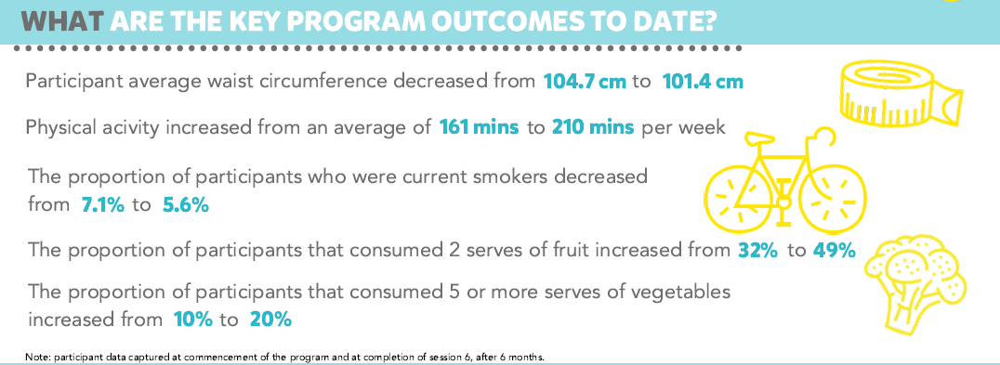 WHAT ARE THE KEY PROGRAM OUTCOMES TO DATE?
Participant average waist circumference decreased from 104.7 cm to 101.4 cm
Physical acivity increased from an average of 161 mins to 210 mins per week
The proportion of participants who were current smokers decreased
from 7.1% to 5.6%
The proportion of participants that consumed 2 serves of fruit increased from 32% to 49%
The proportion of participants that consumed 5 or more serves of vegetables
increased from 10% to 20%
Note: participant data captured at commencement of the program and at completion of session 6, after 6 months.